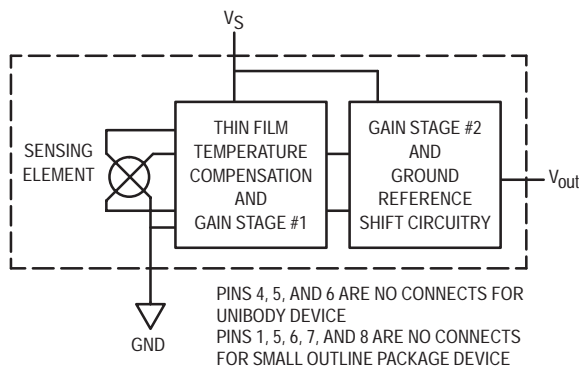 VS
SENSING
ELEMENT
THIN FILM
TEMPERATURE
COMPENSATION
AND
GAIN STAGE #1
GAIN STAGE #2
AND
GROUND
REFERENCE
SHIFT CIRCUITRY
Vout
GND
PINS 4, 5, AND 6 ARE NO CONNECTS FOR
UNIBODY DEVICE
PINS 1, 5, 6, 7, AND 8 ARE NO CONNECTS
FOR SMALL OUTLINE PACKAGE DEVICE